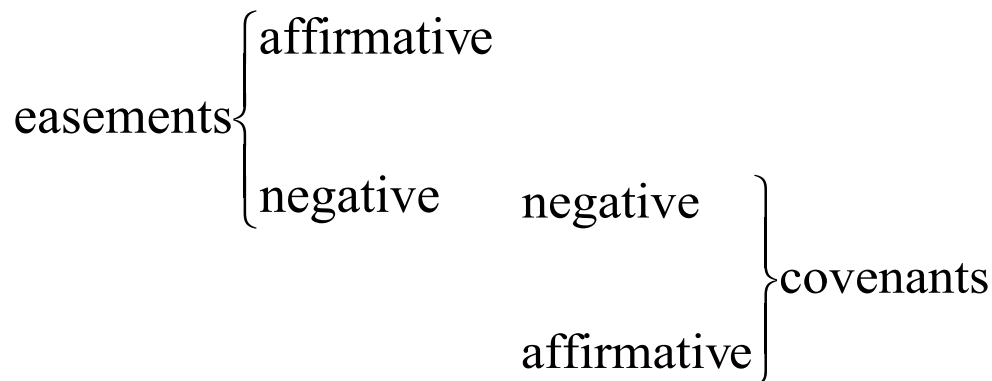 affirmative
easements
negative negative
covenants
affirmative